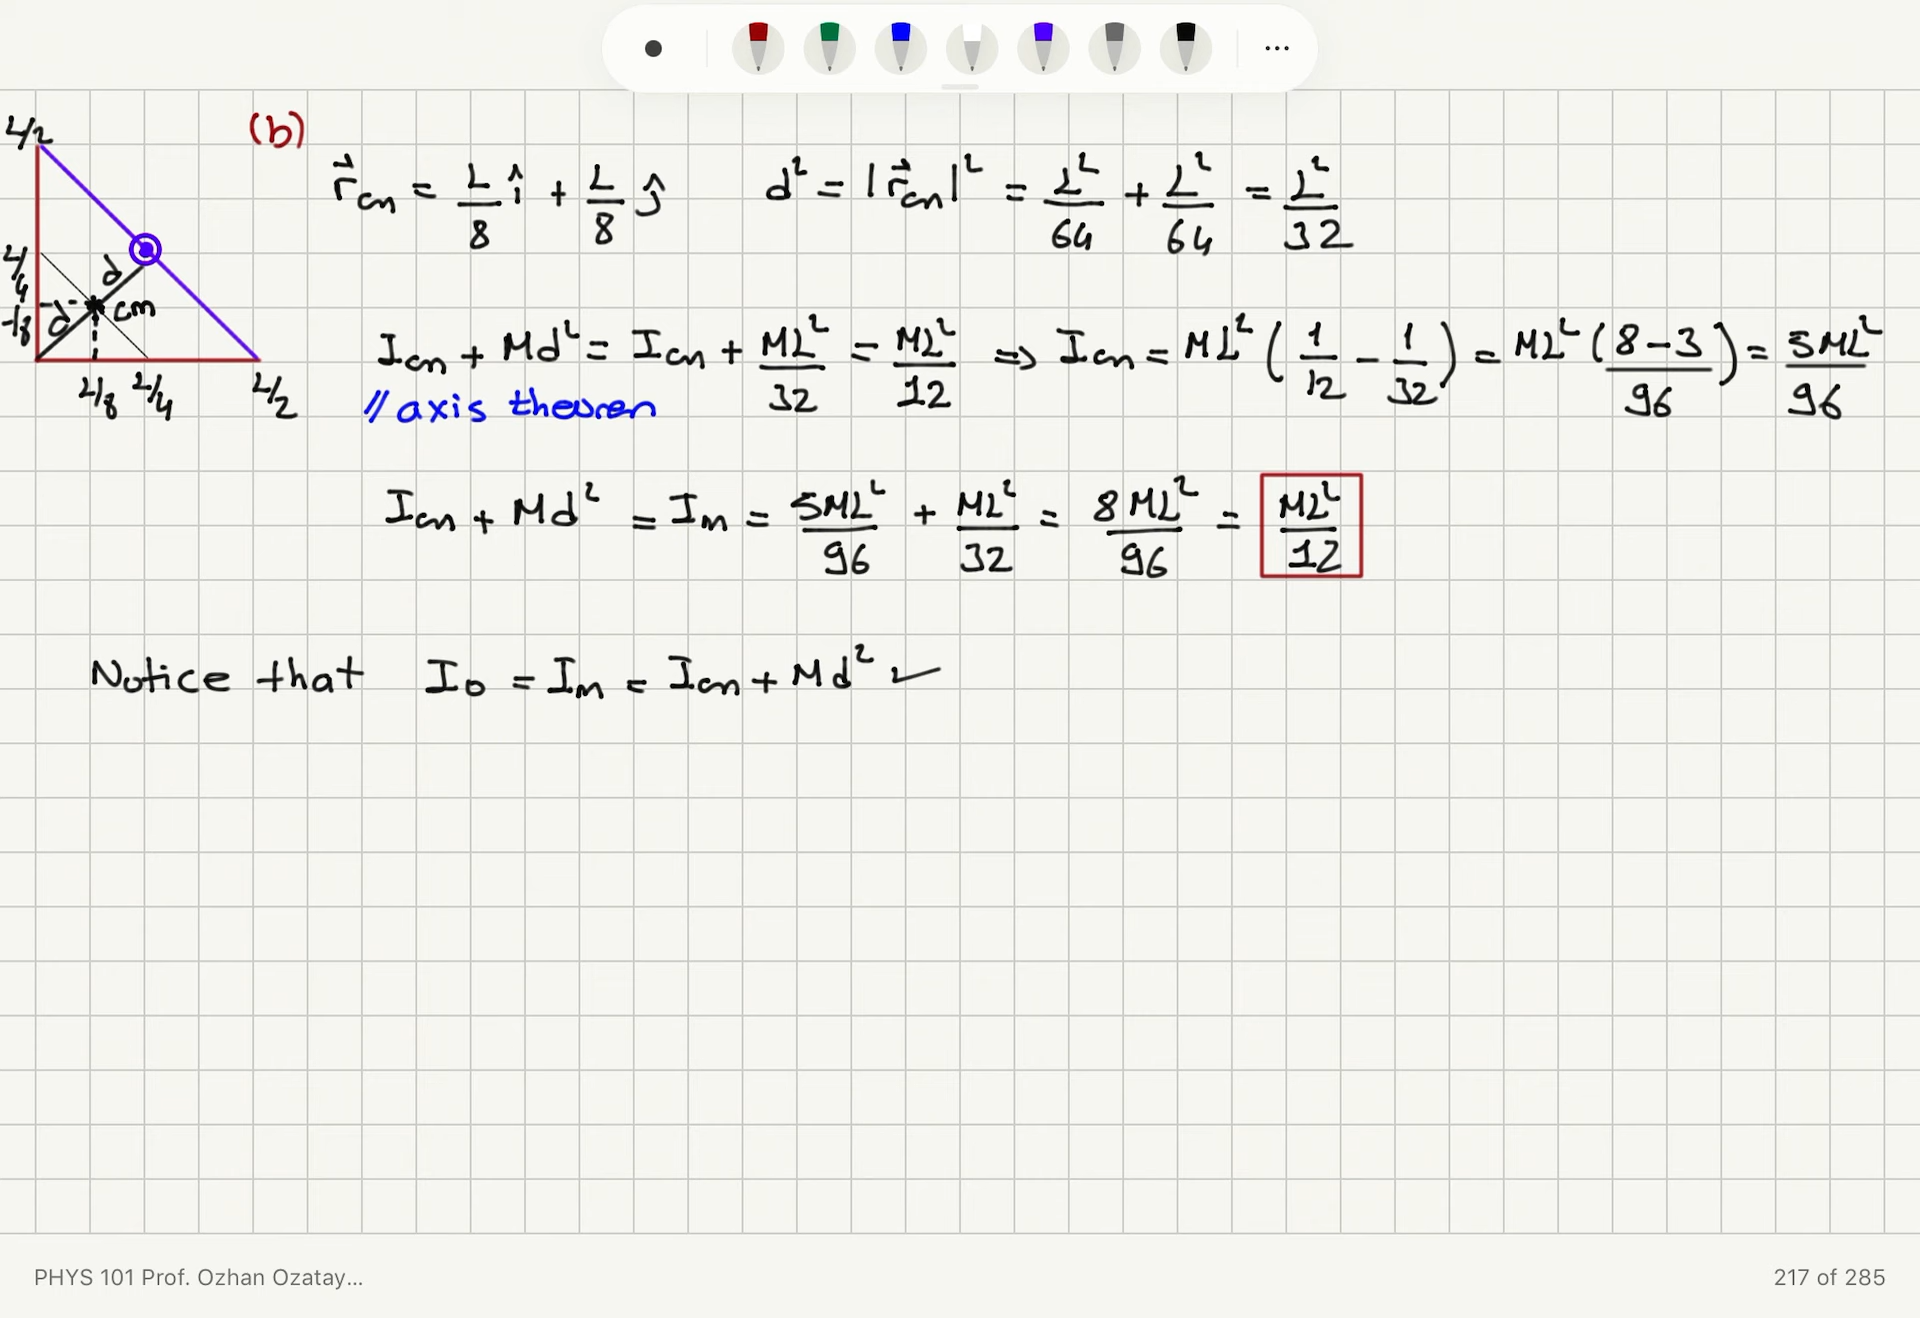 L/2
(b)
r⃗cm = L/8 î + L/8 ĵ   d² = |r⃗cm|² = L²/64 + L²/64 = L²/32
L/4
d
d
cm
L/8
L/8 L/4 L/2
Icm + Md² = Icm + ML²/32 = ML²/12 => Icm = ML² (1/12 - 1/32) = ML² (8-3/96) = 5ML²/96
// axis theorem
Icm + Md² = Im = 5ML²/96 + ML²/32 = 8ML²/96 = ML²/12
Notice that Io = Im = Icm + Md² ✓
PHYS 101 Prof. Ozhan Ozatay...
217 of 285